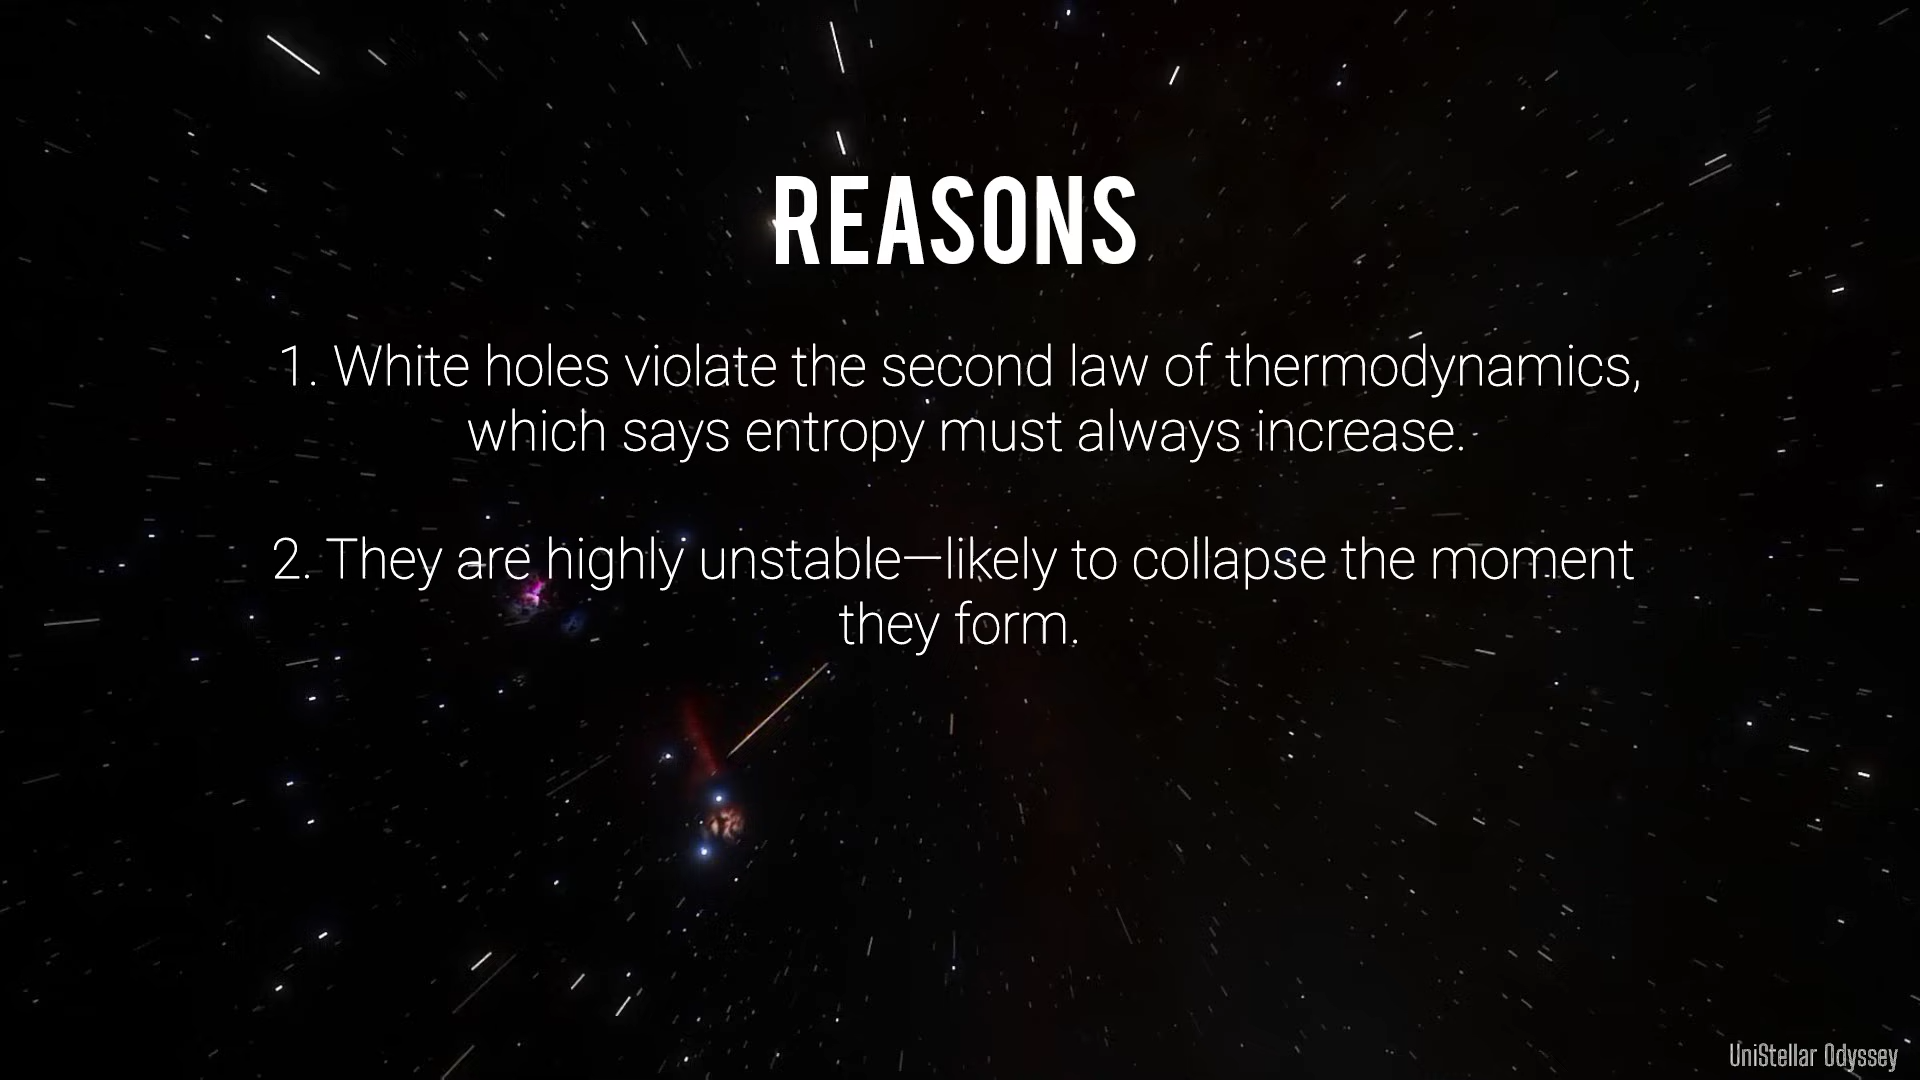 REASONS
1. White holes violate the second law of thermodynamics,
which says entropy must always increase.
2. They are highly unstable—likely to collapse the moment
they form.
UniStellar Odyssey